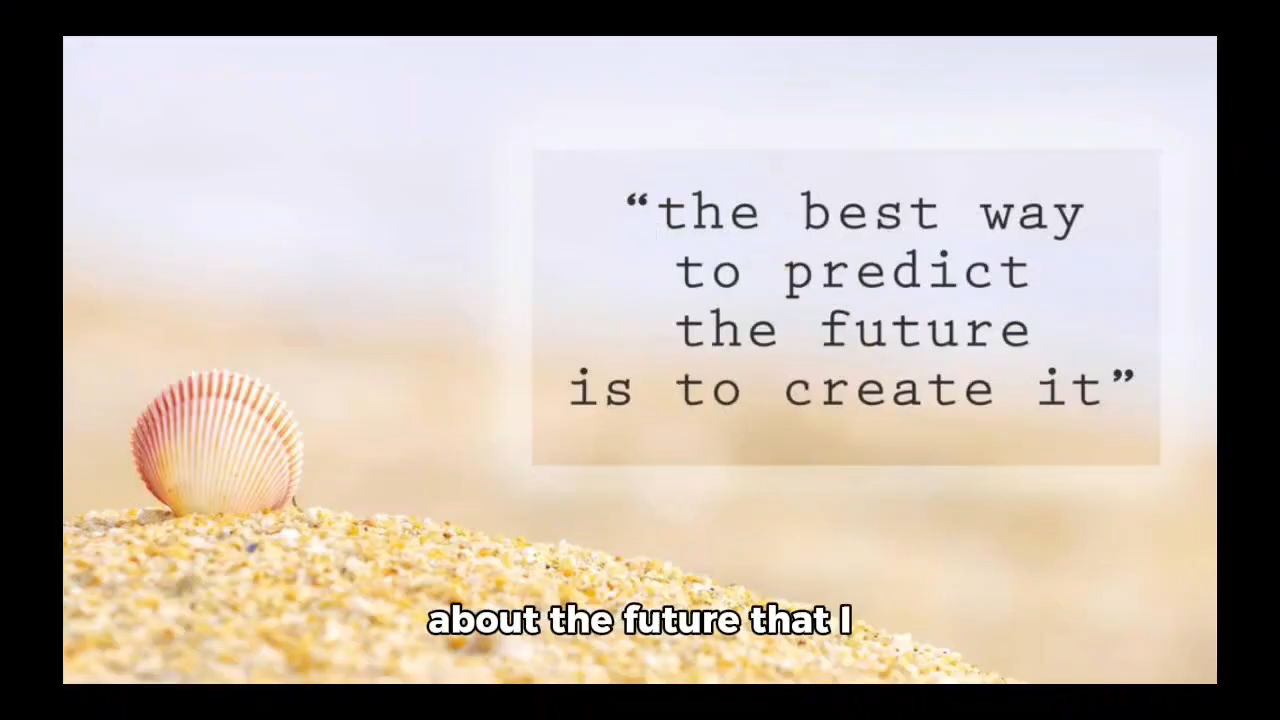 “the best way
to predict
the future
is to create it”
about the future that I